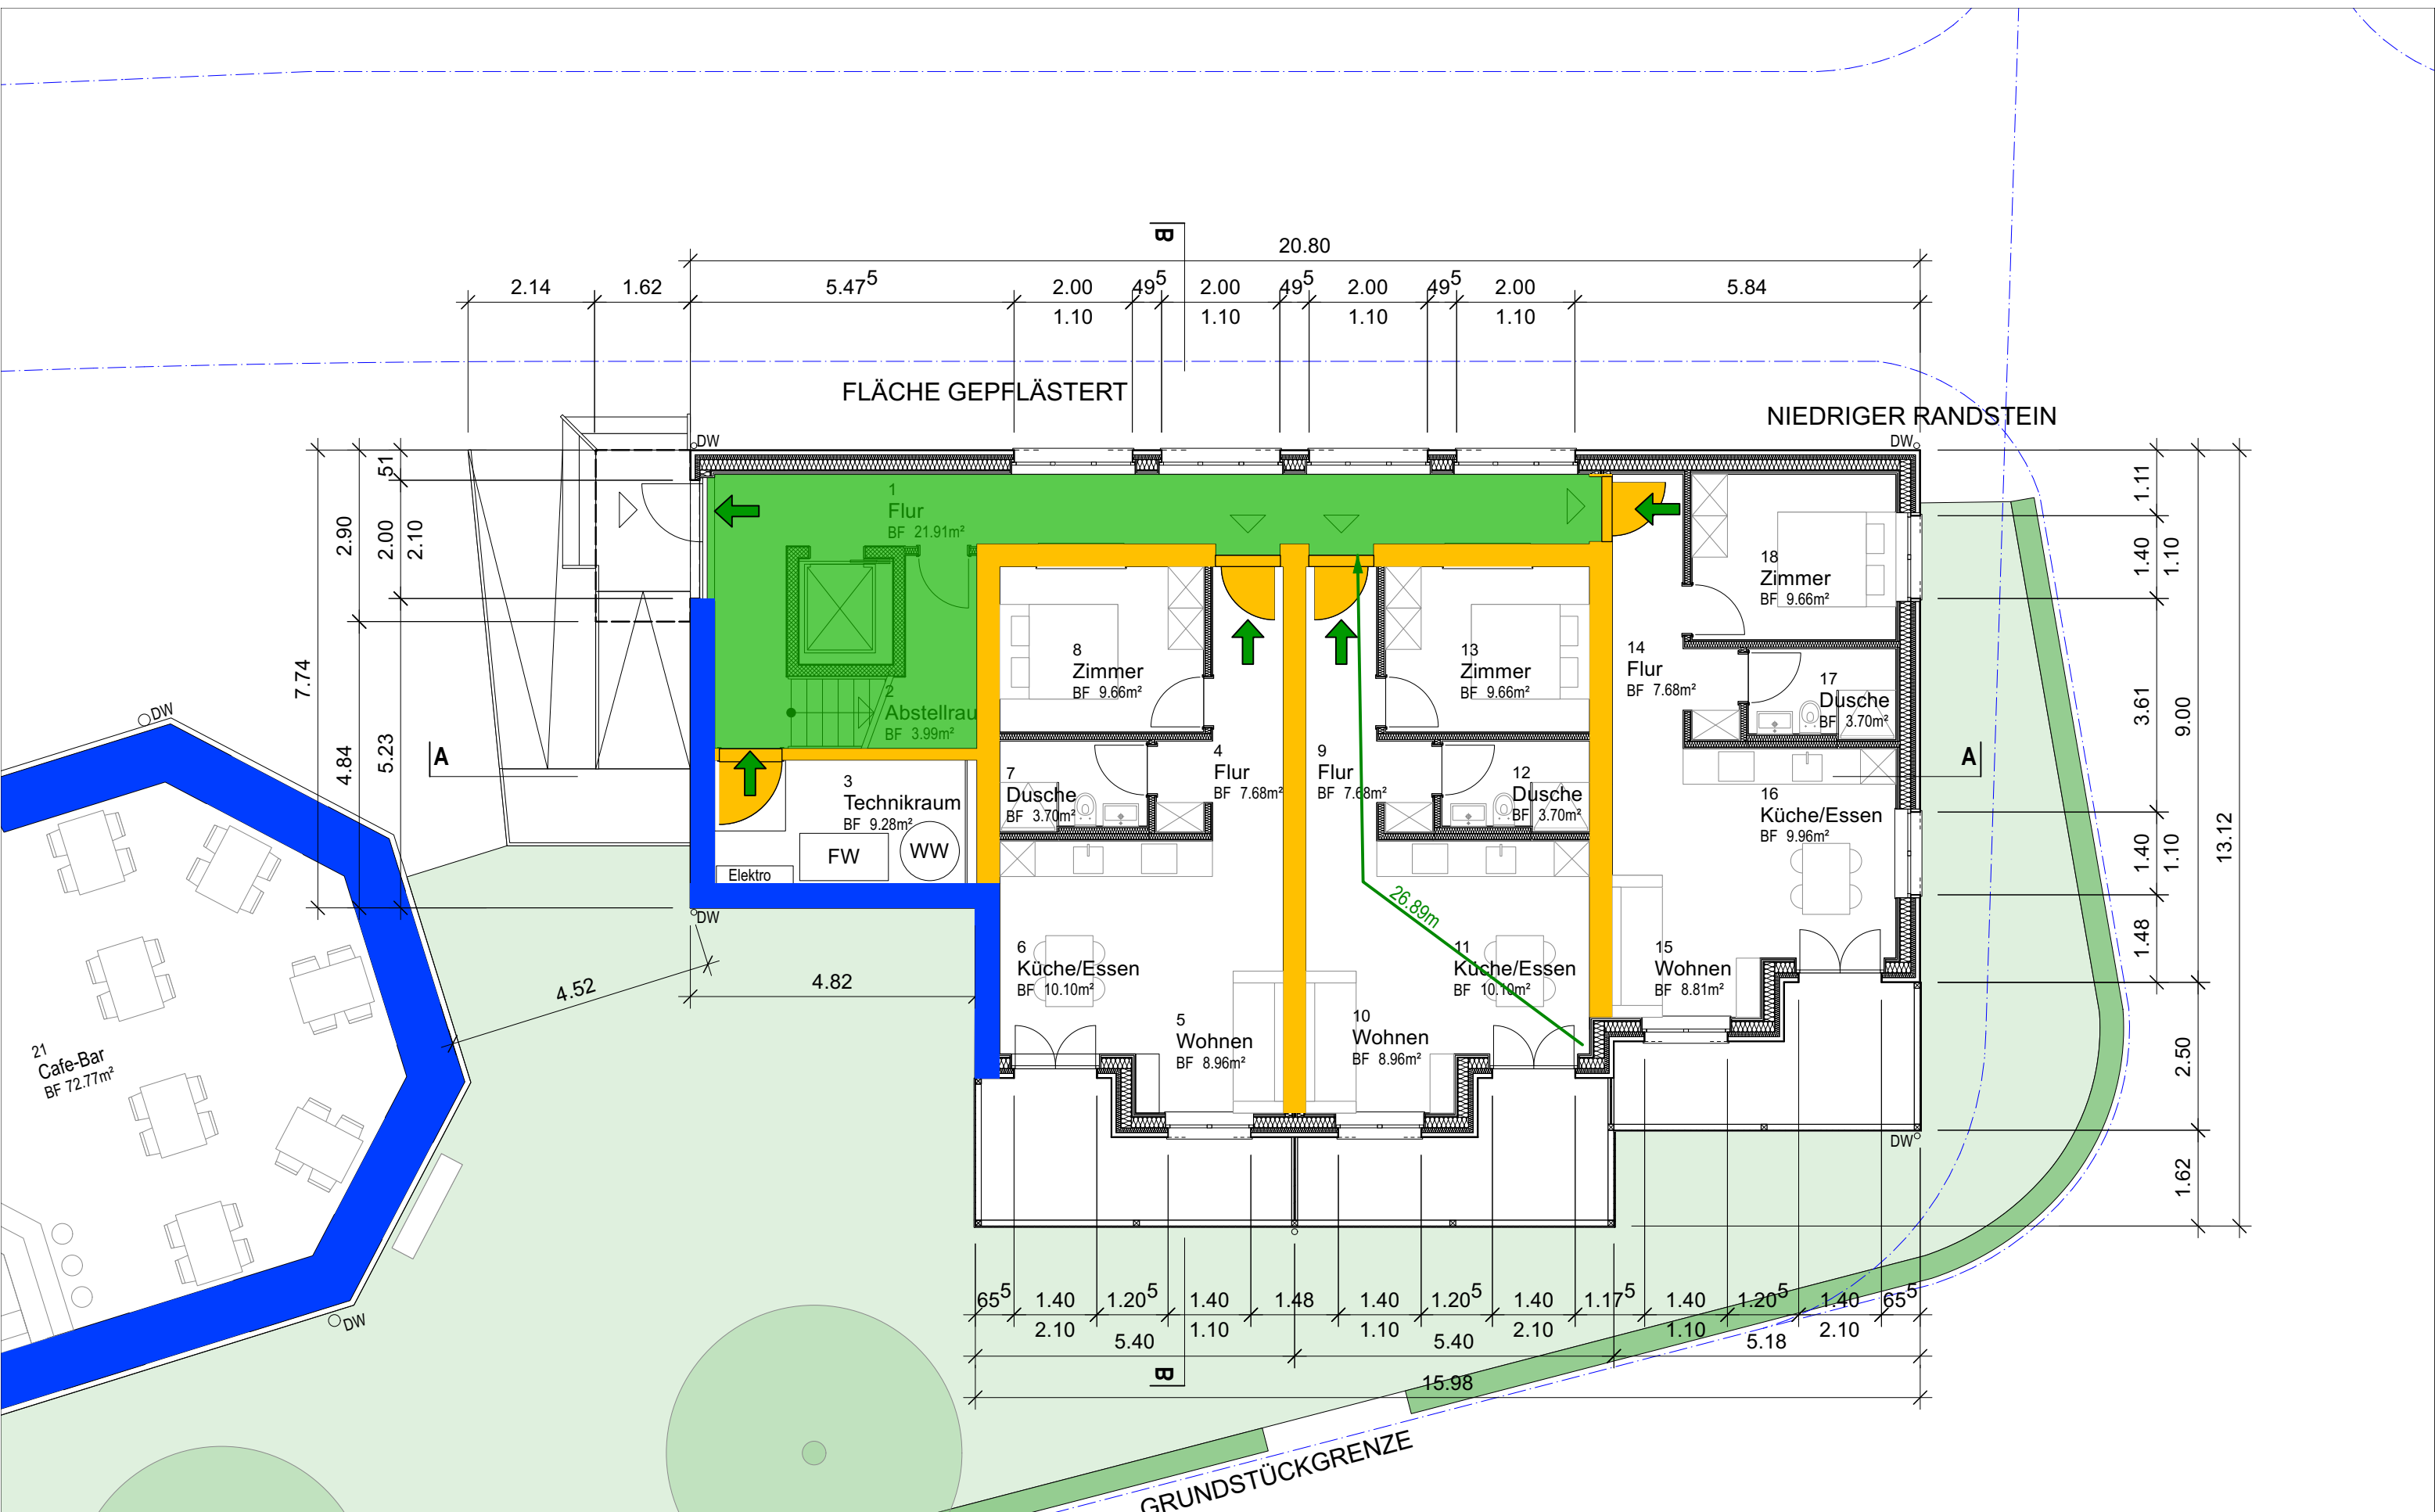 B
20.80
2.14
1.62
5.47⁵
2.00
49⁵
2.00
49⁵
2.00
49⁵
2.00
5.84
1.10
1.10
1.10
1.10
FLÄCHE GEPFLÄSTERT
NIEDRIGER RANDSTEIN
DW
DW
51
2.00
2.10
2.90
7.74
4.84
5.23
1.11
1.40
1.10
3.61
9.00
1.40
1.10
13.12
1.48
2.50
1.62
1
Flur
BF 21.91m²
2
Abstellrau
BF 3.99m²
3
Technikraum
BF 9.28m²
FW
WW
Elektro
8
Zimmer
BF 9.66m²
13
Zimmer
BF 9.66m²
14
Flur
BF 7.68m²
18
Zimmer
BF 9.66m²
17
Dusche
BF 3.70m²
7
Dusche
BF 3.70m²
4
Flur
BF 7.68m²
9
Flur
BF 7.68m²
12
Dusche
BF 3.70m²
16
Küche/Essen
BF 9.96m²
A
A
DW
DW
26.89m
6
Küche/Essen
BF 10.10m²
11
Küche/Essen
BF 10.10m²
15
Wohnen
BF 8.81m²
5
Wohnen
BF 8.96m²
10
Wohnen
BF 8.96m²
4.52
4.82
21
Cafe-Bar
BF 72.77m²
DW
DW
65⁵
1.40
1.20⁵
1.40
1.48
1.40
1.20⁵
1.40
1.17⁵
1.40
1.20⁵
1.40
65⁵
2.10
1.10
1.10
2.10
1.10
2.10
5.40
5.40
5.18
B
15.98
GRUNDSTÜCKGRENZE